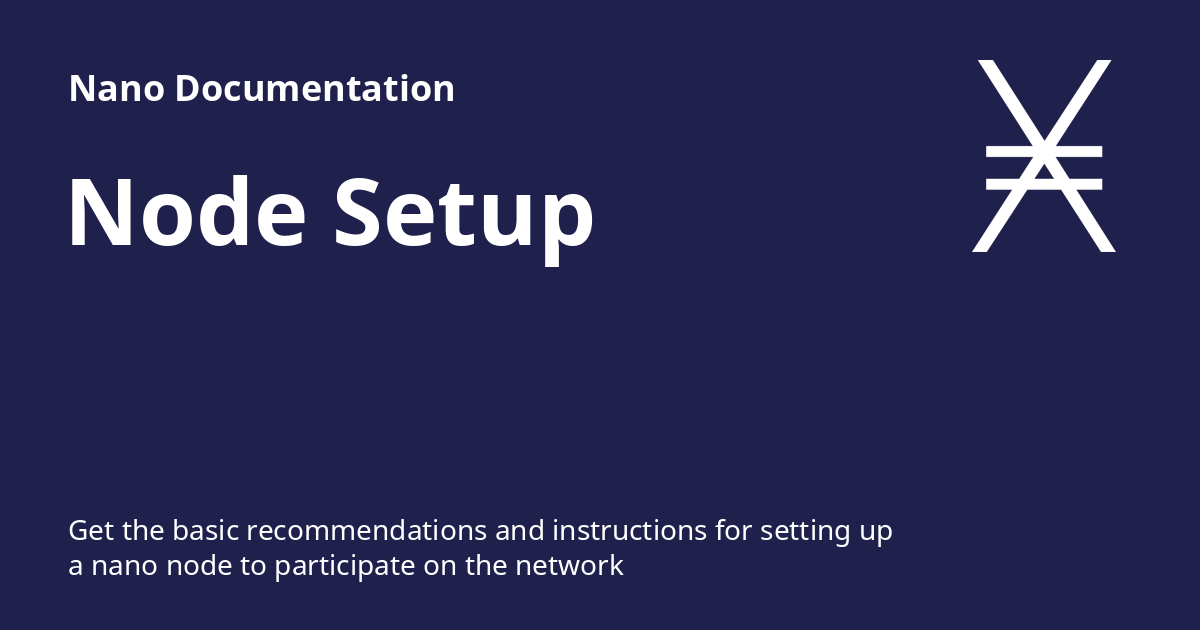 Nano Documentation
Node Setup
Get the basic recommendations and instructions for setting up
a nano node to participate on the network